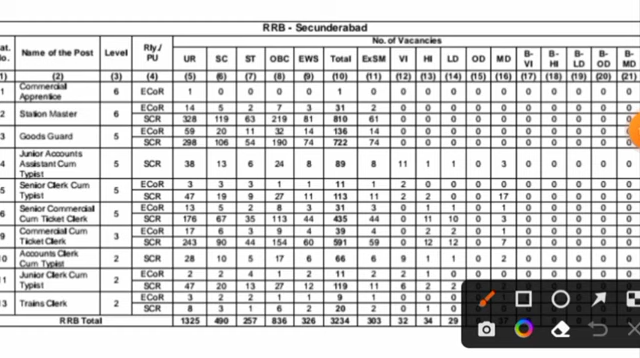 RRB - Secunderabad
No. of Vacancies
Name of the Post Level Rly./ PU UR SC ST OBC EWS Total ExSM VI HI LD OD MD B-VI B-HI B-LD B-OD B-MD
(2) (3) (4) (5) (6) (7) (8) (9) (10) (11) (12) (13) (14) (15) (16) (17) (18) (19) (20) (21)
Commercial Apprentice 6 ECoR 1 0 0 0 0 1 0 0 0 0 0 0 0 0 0 0 0
2 Station Master 6 ECoR 14 5 2 7 3 31 2 0 0 0 0 0 0 0 0 0 0
SCR 328 119 63 219 81 810 61 0 0 0 0 0 0 0 0 0 0
3 Goods Guard 5 ECoR 59 20 11 32 14 136 14 0 0 0 0 0 0 0 0 0 0
SCR 298 106 54 190 74 722 74 0 0 0 0 0 0 0 0 0 0
4 Junior Accounts Assistant Cum Typist 5 SCR 38 13 6 24 8 89 8 11 1 1 0 3 0 0 0 0 0
5 Senior Clerk Cum Typist 5 ECoR 3 3 3 1 1 11 1 2 0 0 0 0 0 0 0 0 0
SCR 47 19 9 27 11 113 11 2 2 0 0 17 0 0 0 0 0
6 Senior Commercial Cum Ticket Clerk 5 ECoR 13 5 2 8 3 31 3 0 1 1 0 1 0 0 0 0 0
SCR 176 67 35 113 44 435 44 0 11 10 0 3 0 0 0 0 0
9 Commercial Cum Ticket Clerk 3 ECoR 17 6 3 9 4 39 4 0 2 2 0 1 0 0 0 0 0
SCR 243 90 44 154 60 591 59 0 12 12 0 7 0 0 0 0 0
10 Accounts Clerk Cum Typist 2 SCR 28 10 5 17 6 66 6 9 1 1 0 2
11 Junior Clerk Cum Typist 2 ECoR 2 2 4 1 2 11 2 2 1 0
SCR 47 20 13 27 12 119 11 6 2 2
13 Trains Clerk 2 ECoR 3 2 2 1 1 9 1 0 0 0
SCR 8 3 1 6 2 20 2 0 1 0
RRB Total 1325 490 257 836 326 3234 303 32 34 29